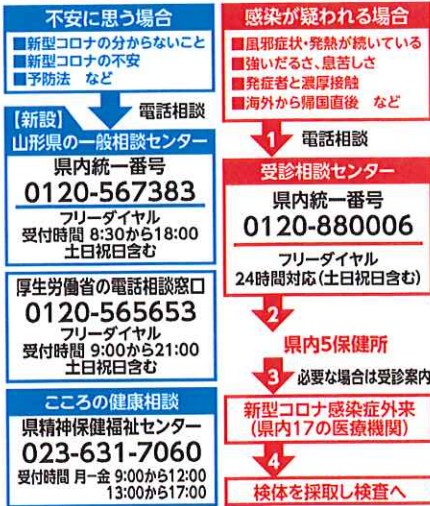 不安に思う場合
■新型コロナの分からないこと
■新型コロナの不安
■予防法 など
電話相談
【新設】
山形県の一般相談センター
県内統一番号
0120-567383
フリーダイヤル
受付時間 8:30から18:00
土日祝日含む
厚生労働省の電話相談窓口
0120-565653
フリーダイヤル
受付時間 9:00から21:00
土日祝日含む
こころの健康相談
県精神保健福祉センター
023-631-7060
受付時間 月ー金 9:00から12:00
13:00から17:00
感染が疑われる場合
■風邪症状・発熱が続いている
■強いだるさ、息苦しさ
■発症者と濃厚接触
■海外から帰国直後 など
1 電話相談
受診相談センター
県内統一番号
0120-880006
フリーダイヤル
24時間対応(土日祝日含む)
2
県内5保健所
3 必要な場合は受診案内
新型コロナ感染症外来
(県内17の医療機関)
4
検体を採取し検査へ